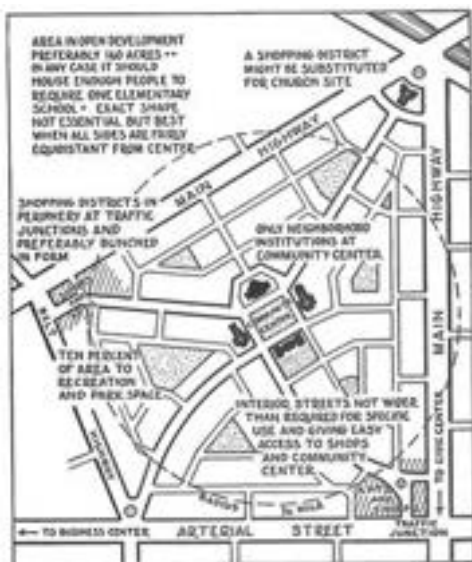 AREA IN OPEN DEVELOPMENT
PREFERABLY 160 ACRES --
IN ANY CASE IT SHOULD
HOUSE ENOUGH PEOPLE TO
REQUIRE ONE ELEMENTARY
SCHOOL - EXACT SHAPE
NOT ESSENTIAL BUT BEST
WHEN ALL SIDES ARE FAIRLY
EQUIDISTANT FROM CENTER
A SHOPPING DISTRICT
MIGHT BE SUBSTITUTED
FOR CHURCH SITE
MAIN HIGHWAY
HIGHWAY
MAIN
SHOPPING DISTRICTS IN
PERIPHERY AT TRAFFIC
JUNCTIONS AND
PREFERABLY BUNCHED
IN FORM
ONLY NEIGHBORHOOD
INSTITUTIONS AT
COMMUNITY CENTER
CENTER
TEN PERCENT
OF AREA TO
RECREATION
AND PARK SPACE
INTERIOR STREETS NOT WIDER
THAN REQUIRED FOR SPECIFIC
USE AND GIVING EASY
ACCESS TO SHOPS
AND COMMUNITY
CENTER
TO CIVIC CENTER
RADIUS
MILE
TO BUSINESS CENTER
ARTERIAL STREET
TRAFFIC
JUNCTION